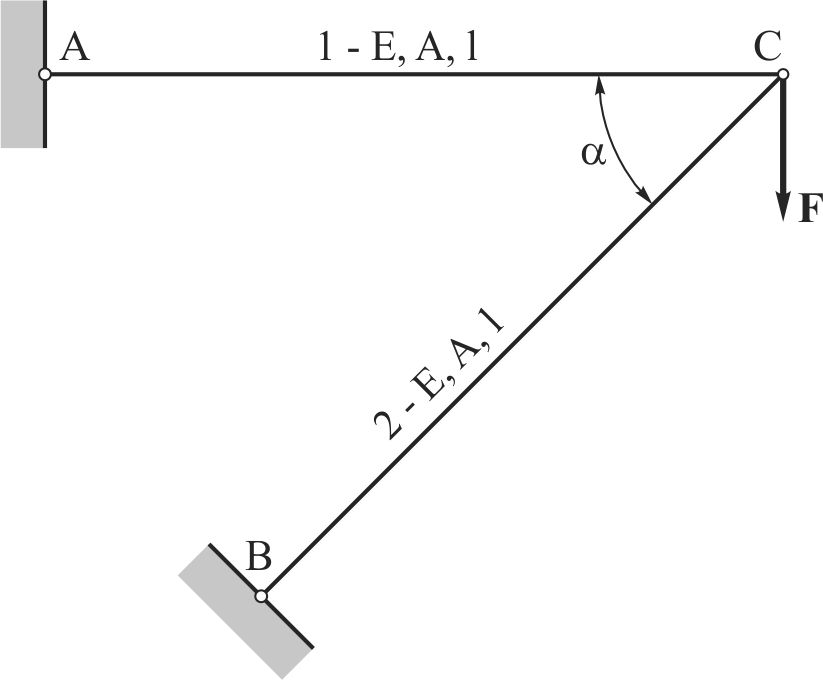 A
1 - E, A, l
C
α
F
2 - E, A, l
B